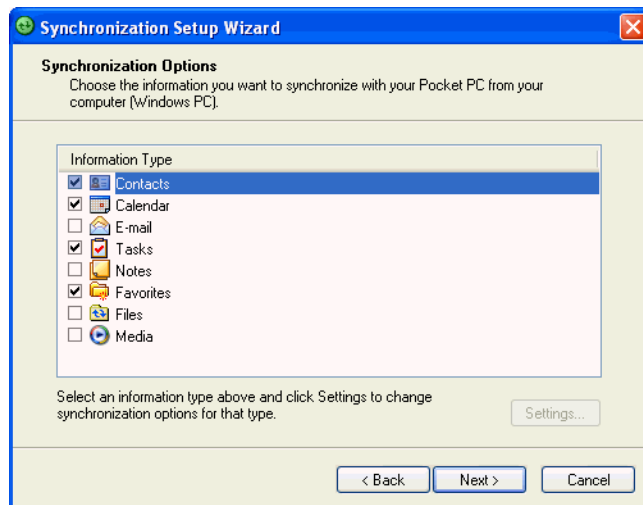 Synchronization Setup Wizard
Synchronization Options
Choose the information you want to synchronize with your Pocket PC from your
computer (Windows PC).
Information Type
Contacts
Calendar
E-mail
Tasks
Notes
Favorites
Files
Media
Select an information type above and click Settings to change
synchronization options for that type.
Settings...
< Back
Next >
Cancel